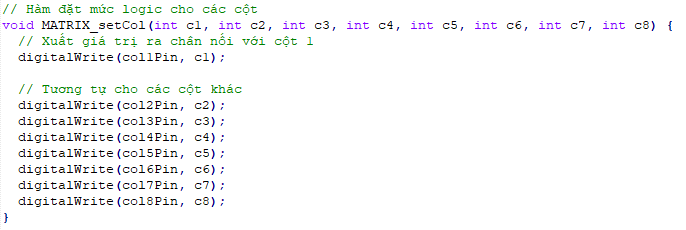 // Hàm đặt mức logic cho các cột
void MATRIX_setCol(int c1, int c2, int c3, int c4, int c5, int c6, int c7, int c8) {
  // Xuất giá trị ra chân nối với cột 1
  digitalWrite(col1Pin, c1);

  // Tương tự cho các cột khác
  digitalWrite(col2Pin, c2);
  digitalWrite(col3Pin, c3);
  digitalWrite(col4Pin, c4);
  digitalWrite(col5Pin, c5);
  digitalWrite(col6Pin, c6);
  digitalWrite(col7Pin, c7);
  digitalWrite(col8Pin, c8);
}